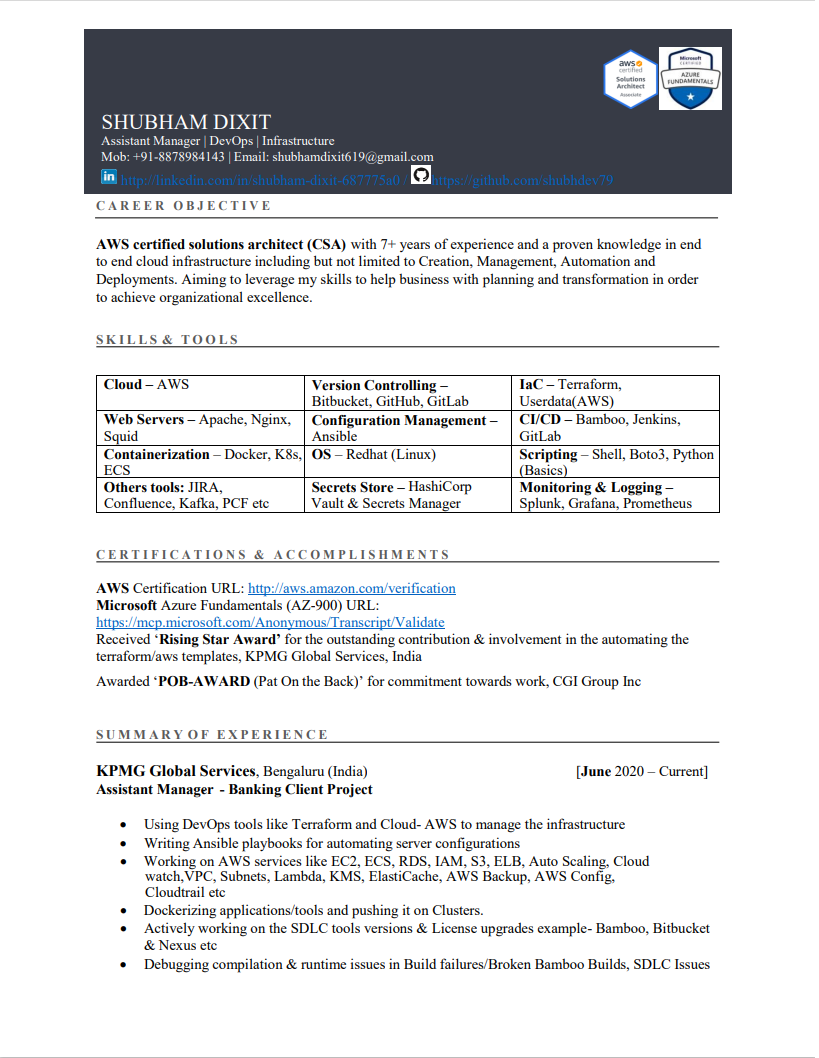 aws
certified
Solutions
Architect
Associate
Microsoft
CERTIFIED
AZURE
FUNDAMENTALS
SHUBHAM DIXIT
Assistant Manager | DevOps | Infrastructure
Mob: +91-8878984143 | Email: shubhamdixit619@gmail.com
in http://linkedin.com/in/shubham-dixit-687775a0 / https://github.com/shubhdev79
CAREER OBJECTIVE
AWS certified solutions architect (CSA) with 7+ years of experience and a proven knowledge in end
to end cloud infrastructure including but not limited to Creation, Management, Automation and
Deployments. Aiming to leverage my skills to help business with planning and transformation in order
to achieve organizational excellence.
SKILLS & TOOLS
Cloud – AWS
Version Controlling –
Bitbucket, GitHub, GitLab
IaC – Terraform,
Userdata(AWS)
Web Servers – Apache, Nginx,
Squid
Configuration Management –
Ansible
CI/CD – Bamboo, Jenkins,
GitLab
Containerization – Docker, K8s,
ECS
OS – Redhat (Linux)
Scripting – Shell, Boto3, Python
(Basics)
Others tools: JIRA,
Confluence, Kafka, PCF etc
Secrets Store – HashiCorp
Vault & Secrets Manager
Monitoring & Logging –
Splunk, Grafana, Prometheus
CERTIFICATIONS & ACCOMPLISHMENTS
AWS Certification URL: http://aws.amazon.com/verification
Microsoft Azure Fundamentals (AZ-900) URL:
https://mcp.microsoft.com/Anonymous/Transcript/Validate
Received ‘Rising Star Award’ for the outstanding contribution & involvement in the automating the
terraform/aws templates, KPMG Global Services, India
Awarded ‘POB-AWARD (Pat On the Back)’ for commitment towards work, CGI Group Inc
SUMMARY OF EXPERIENCE
KPMG Global Services, Bengaluru (India) [June 2020 – Current]
Assistant Manager - Banking Client Project
• Using DevOps tools like Terraform and Cloud- AWS to manage the infrastructure
• Writing Ansible playbooks for automating server configurations
• Working on AWS services like EC2, ECS, RDS, IAM, S3, ELB, Auto Scaling, Cloud
watch,VPC, Subnets, Lambda, KMS, ElastiCache, AWS Backup, AWS Config,
Cloudtrail etc
• Dockerizing applications/tools and pushing it on Clusters.
• Actively working on the SDLC tools versions & License upgrades example- Bamboo, Bitbucket
& Nexus etc
• Debugging compilation & runtime issues in Build failures/Broken Bamboo Builds, SDLC Issues